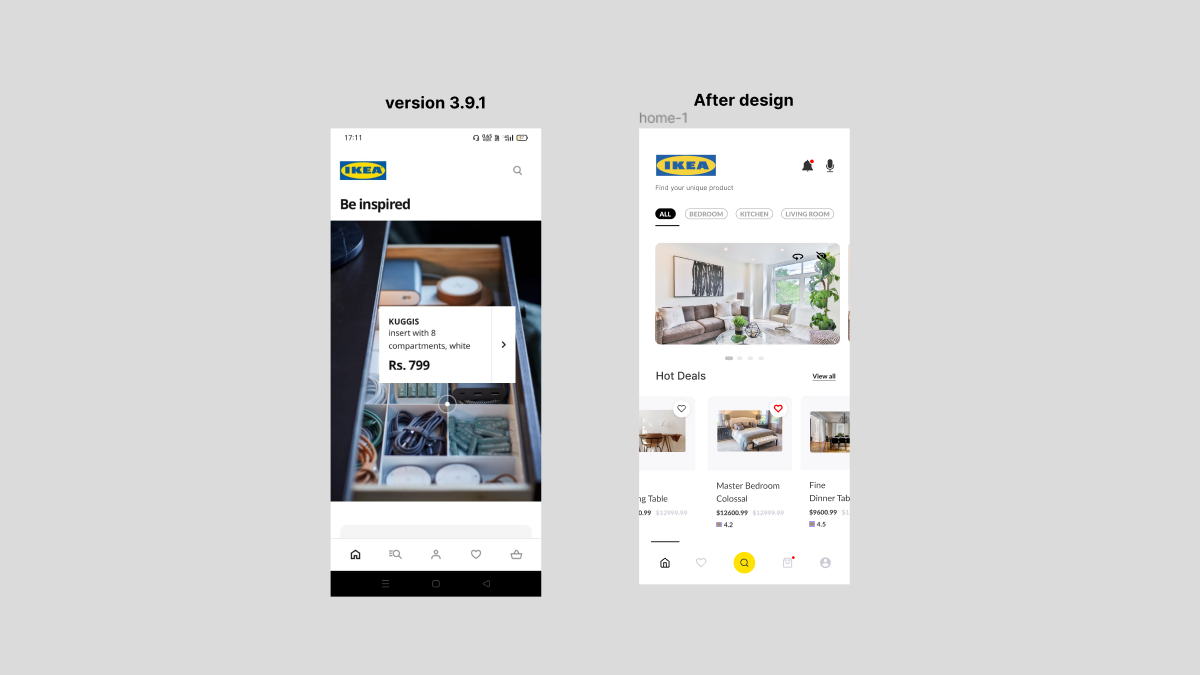 version 3.9.1
17:11
IKEA
Be inspired
KUGGIS
insert with 8
compartments, white
Rs. 799
After design
home-1
IKEA
Find your unique product
ALL
BEDROOM
KITCHEN
LIVING ROOM
Hot Deals
View all
ng Table
0.99 $12999.99
Master Bedroom
Colossal
$12600.99 $12999.99
4.2
Fine
Dinner Tab
$9600.99 $1
4.5